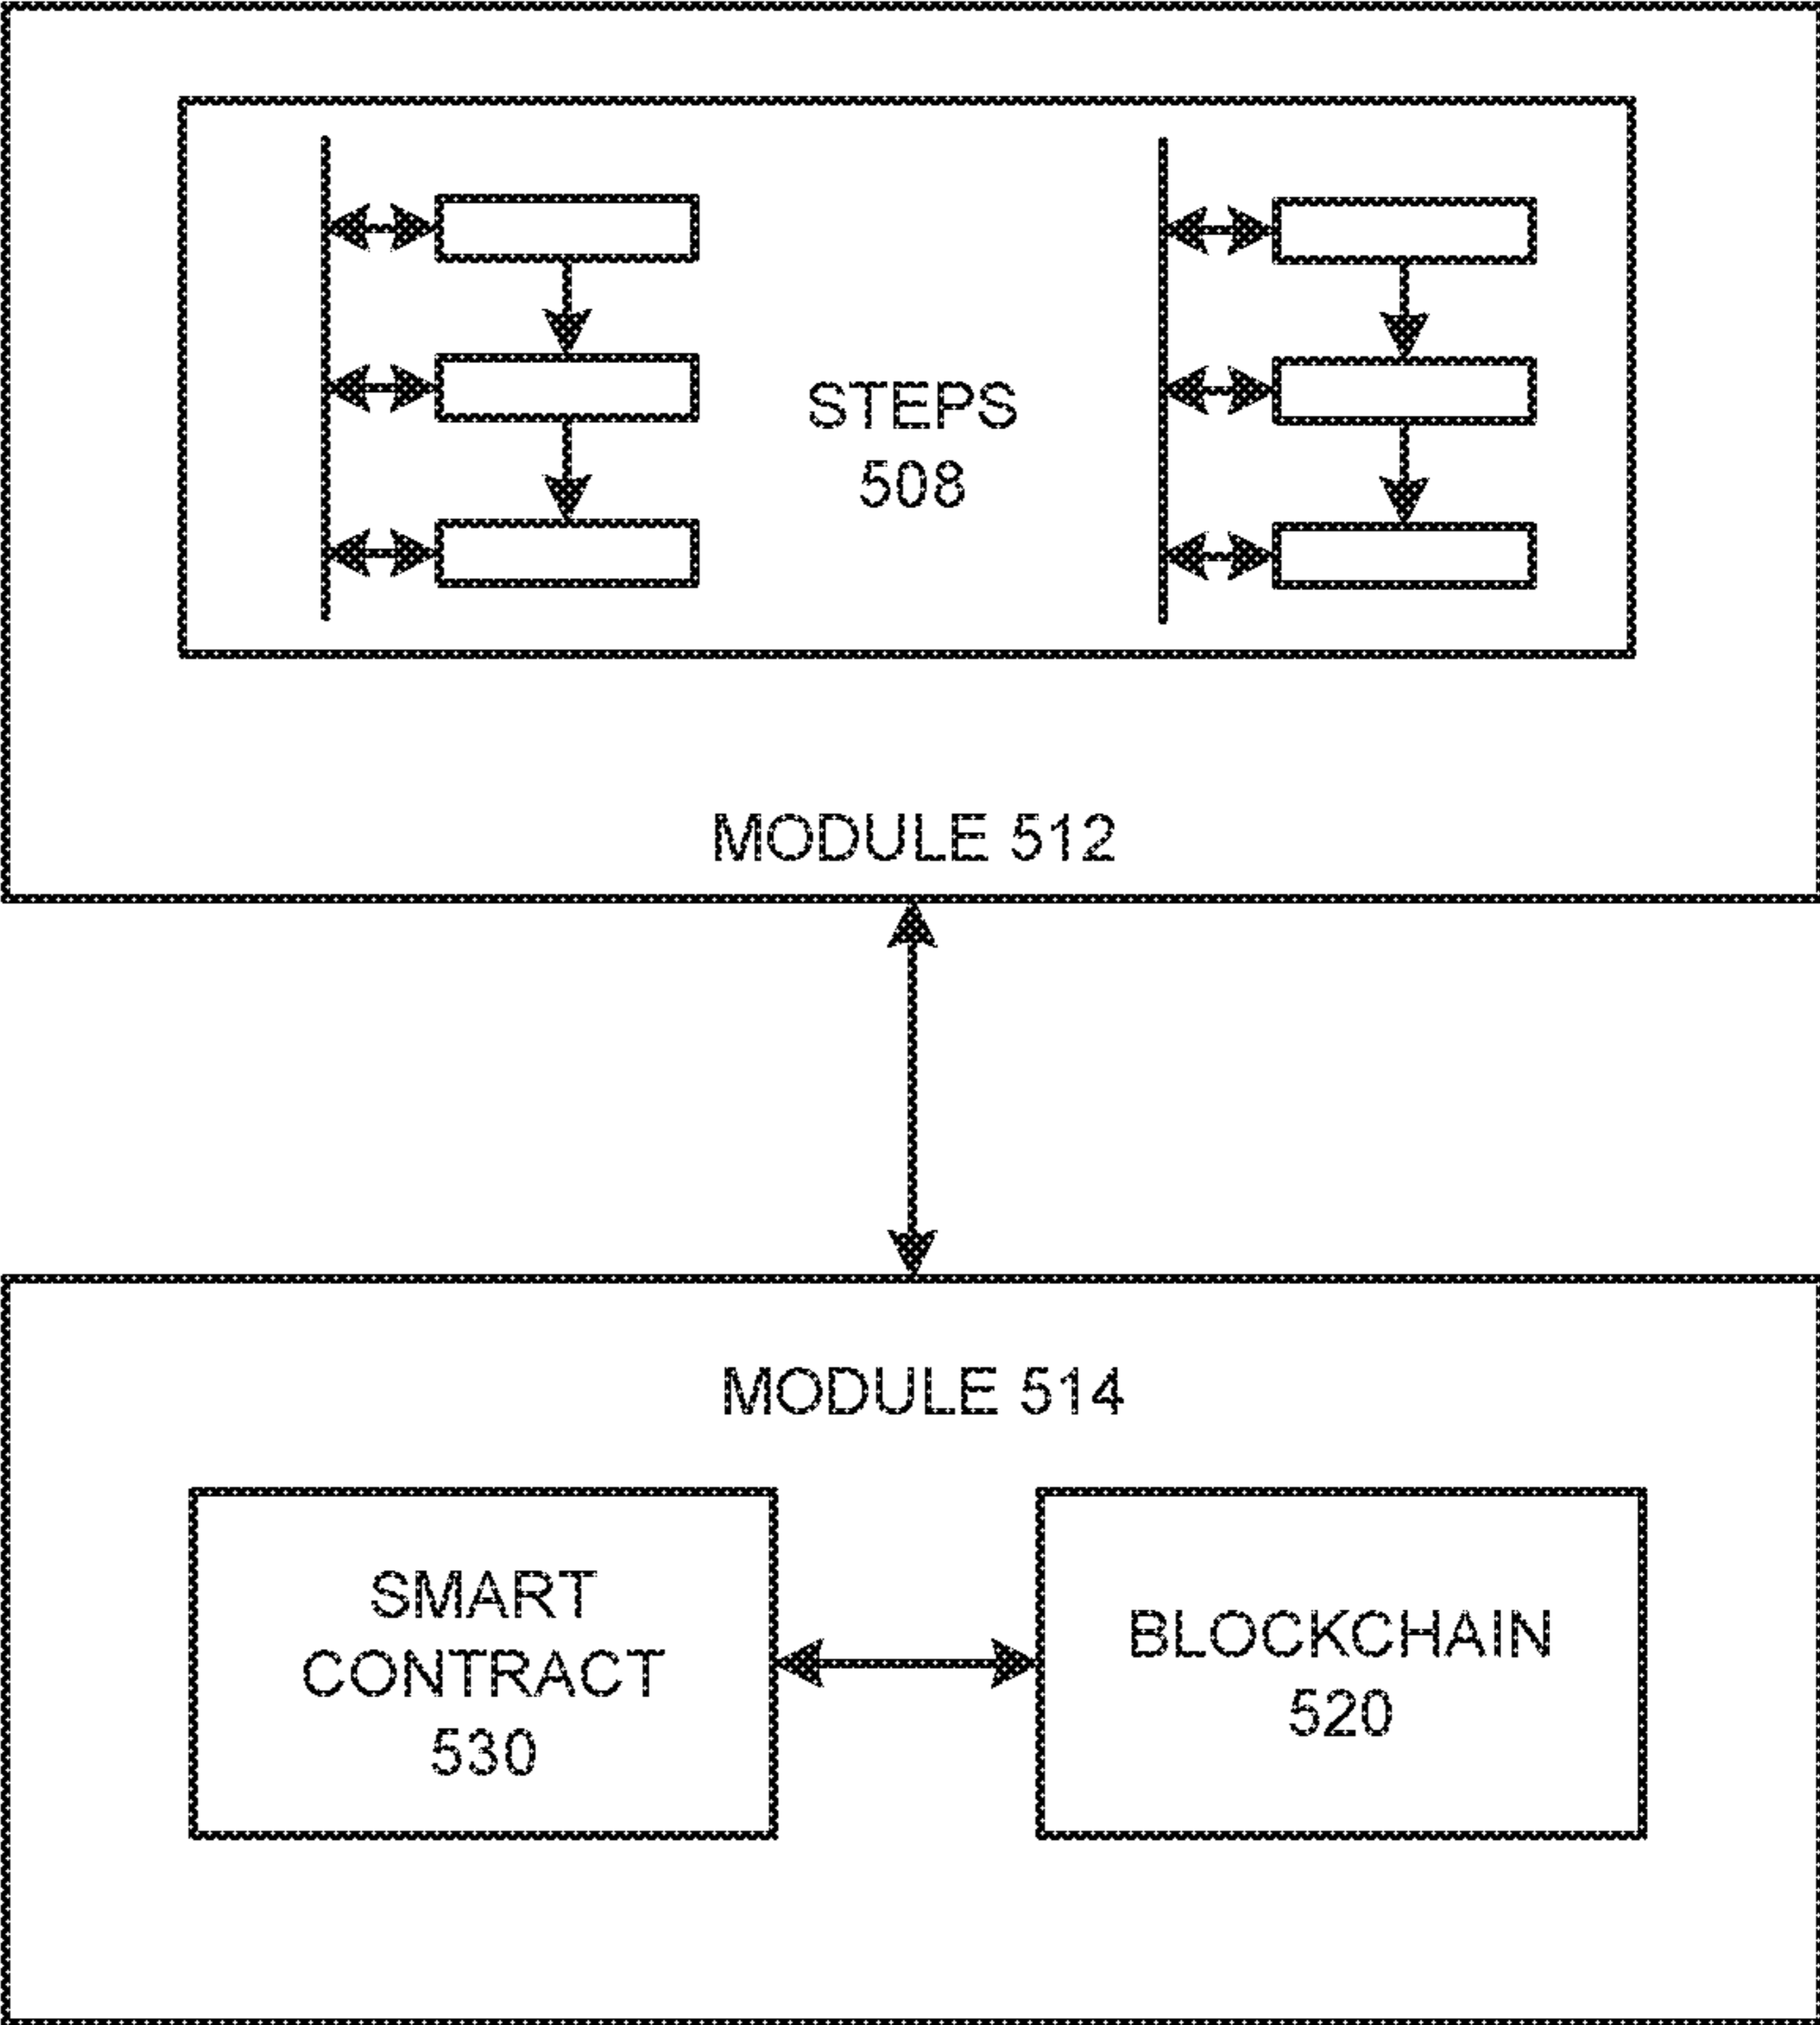 STEPS
508
MODULE 512
MODULE 514
SMART
CONTRACT
530
BLOCKCHAIN
520